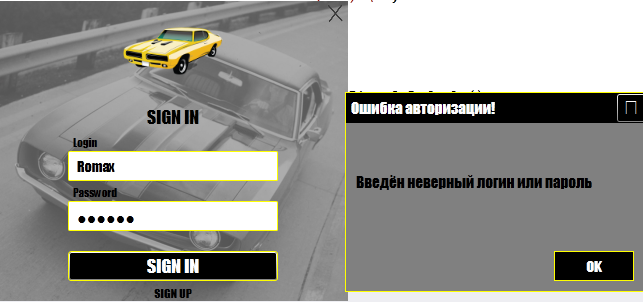 SIGN IN
Login
Romax
Password
SIGN IN
SIGN UP
Ошибка авторизации!
Введён неверный логин или пароль
OK